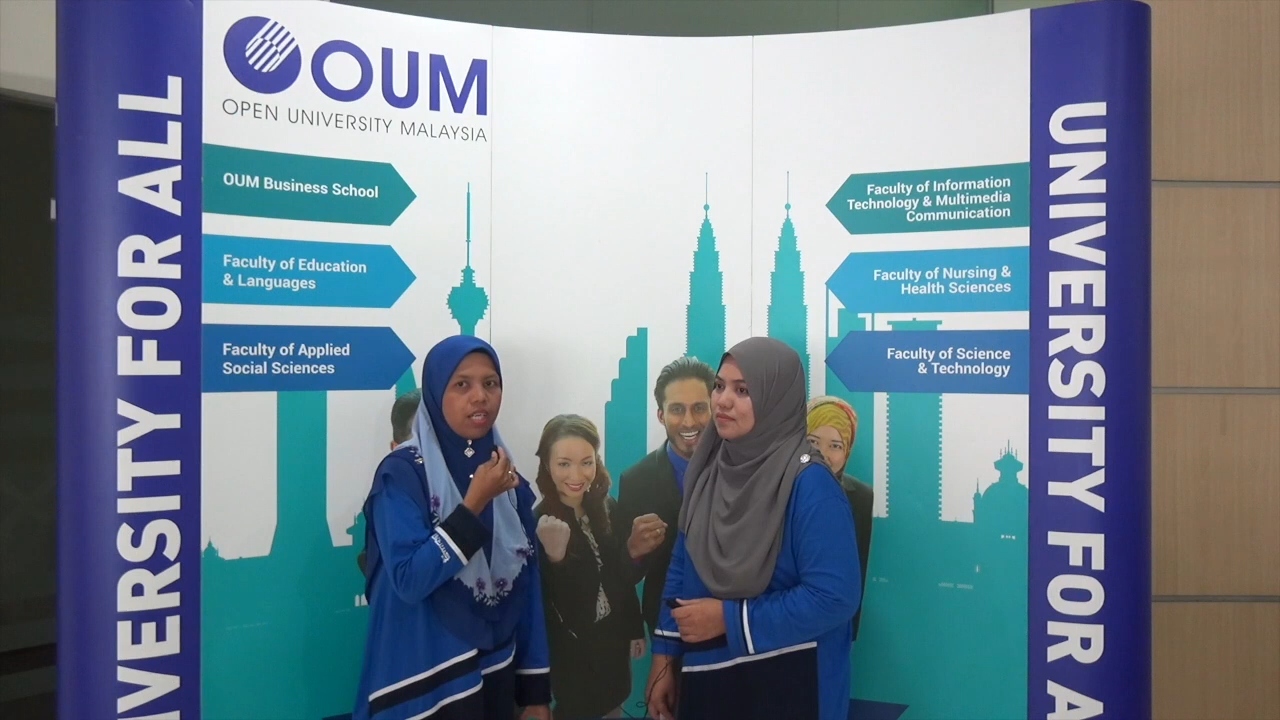 UNIVERSITY FOR ALL
OUM
OPEN UNIVERSITY MALAYSIA
OUM Business School
Faculty of Education
& Languages
Faculty of Applied
Social Sciences
Faculty of Information
Technology & Multimedia
Communication
Faculty of Nursing &
Health Sciences
Faculty of Science
& Technology
UNIVERSITY FOR A